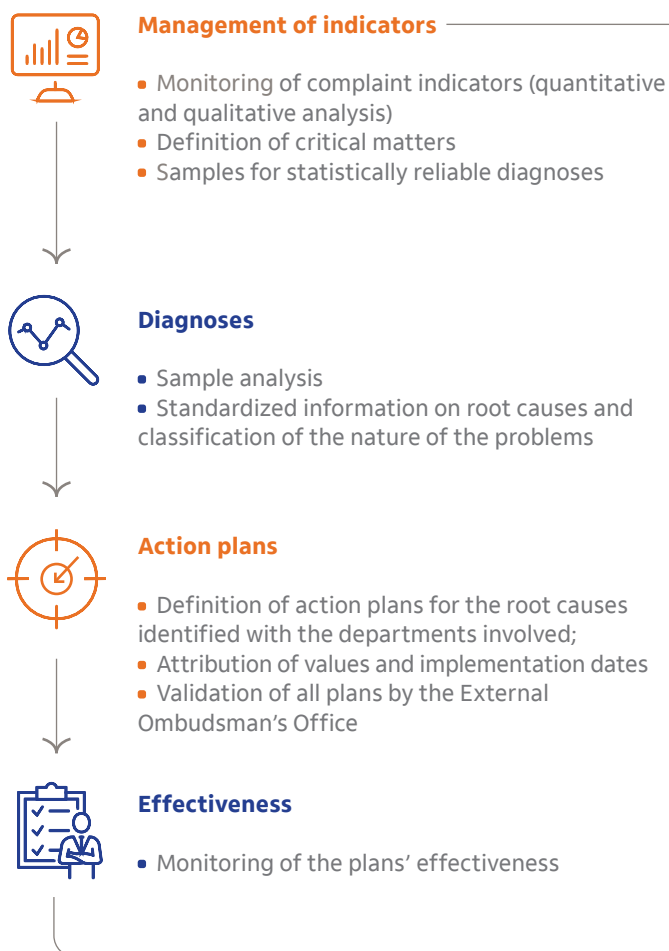 Management of indicators
• Monitoring of complaint indicators (quantitative
and qualitative analysis)
• Definition of critical matters
• Samples for statistically reliable diagnoses
Diagnoses
• Sample analysis
• Standardized information on root causes and
classification of the nature of the problems
Action plans
• Definition of action plans for the root causes
identified with the departments involved;
• Attribution of values and implementation dates
• Validation of all plans by the External
Ombudsman’s Office
Effectiveness
• Monitoring of the plans’ effectiveness